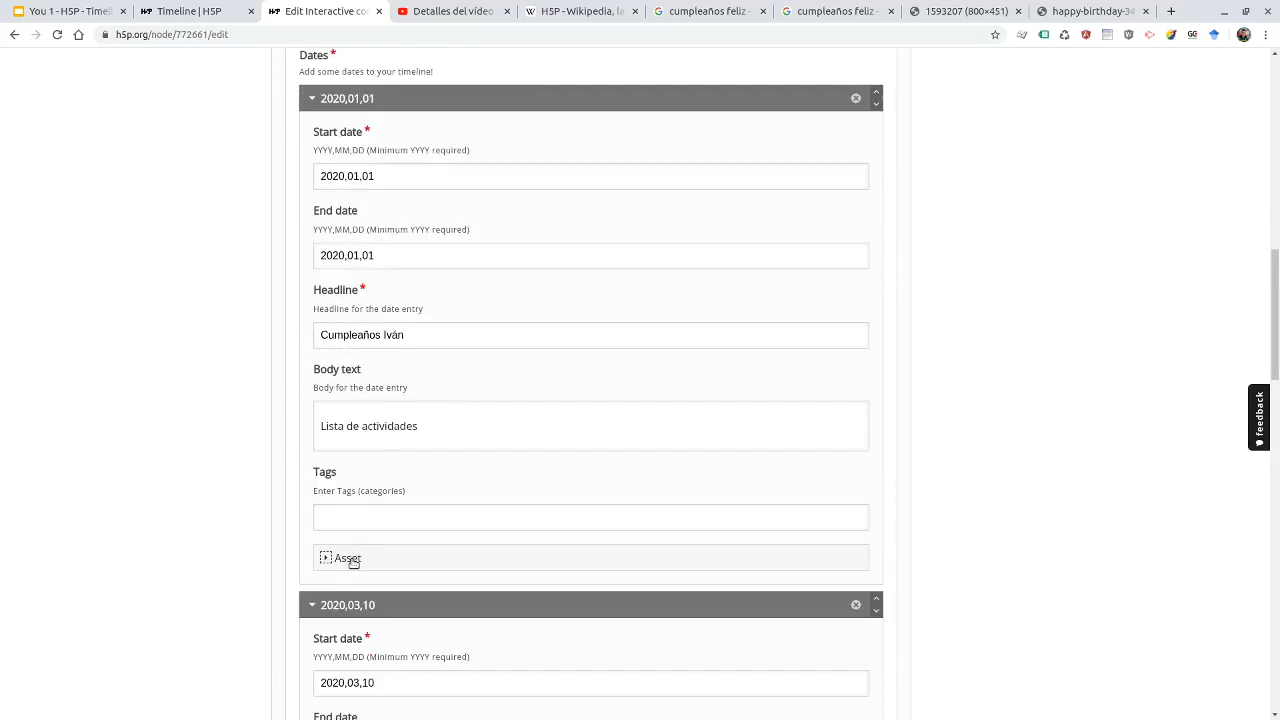 You 1 - H5P - Timeli
Timeline | H5P
Edit Interactive co
Detalles del vídeo
H5P - Wikipedia, la
cumpleaños feliz -
cumpleaños feliz -
1593207 (800×451)
happy-birthday-34
h5p.org/node/772661/edit
Dates*
Add some dates to your timeline!
2020,01,01
Start date*
YYYY,MM,DD (Minimum YYYY required)
2020,01,01
End date
YYYY,MM,DD (Minimum YYYY required)
2020,01,01
Headline*
Headline for the date entry
Cumpleaños Iván
Body text
Body for the date entry
Lista de actividades
Tags
Enter Tags (categories)
Asset
2020,03,10
Start date*
YYYY,MM,DD (Minimum YYYY required)
2020,03,10
End date
feedback